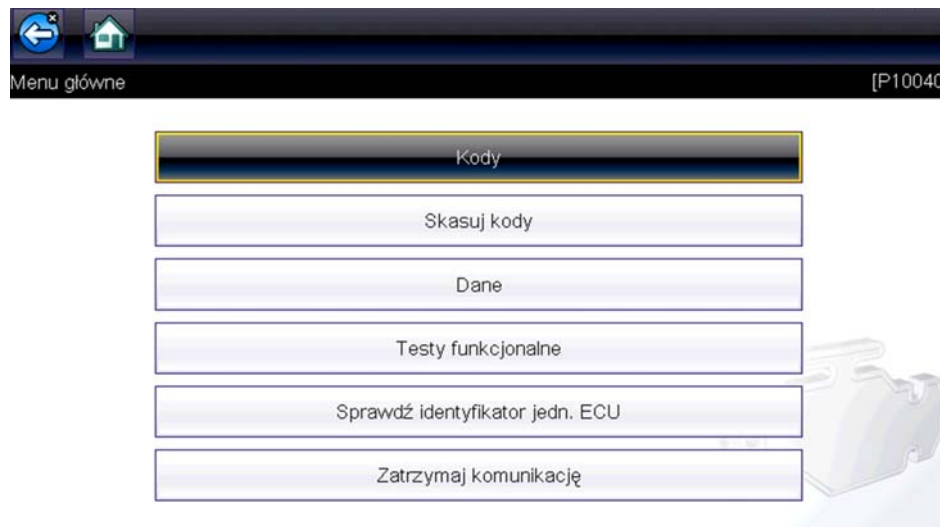 Menu główne [P10040
Kody
Skasuj kody
Dane
Testy funkcjonalne
Sprawdź identyfikator jedn. ECU
Zatrzymaj komunikację